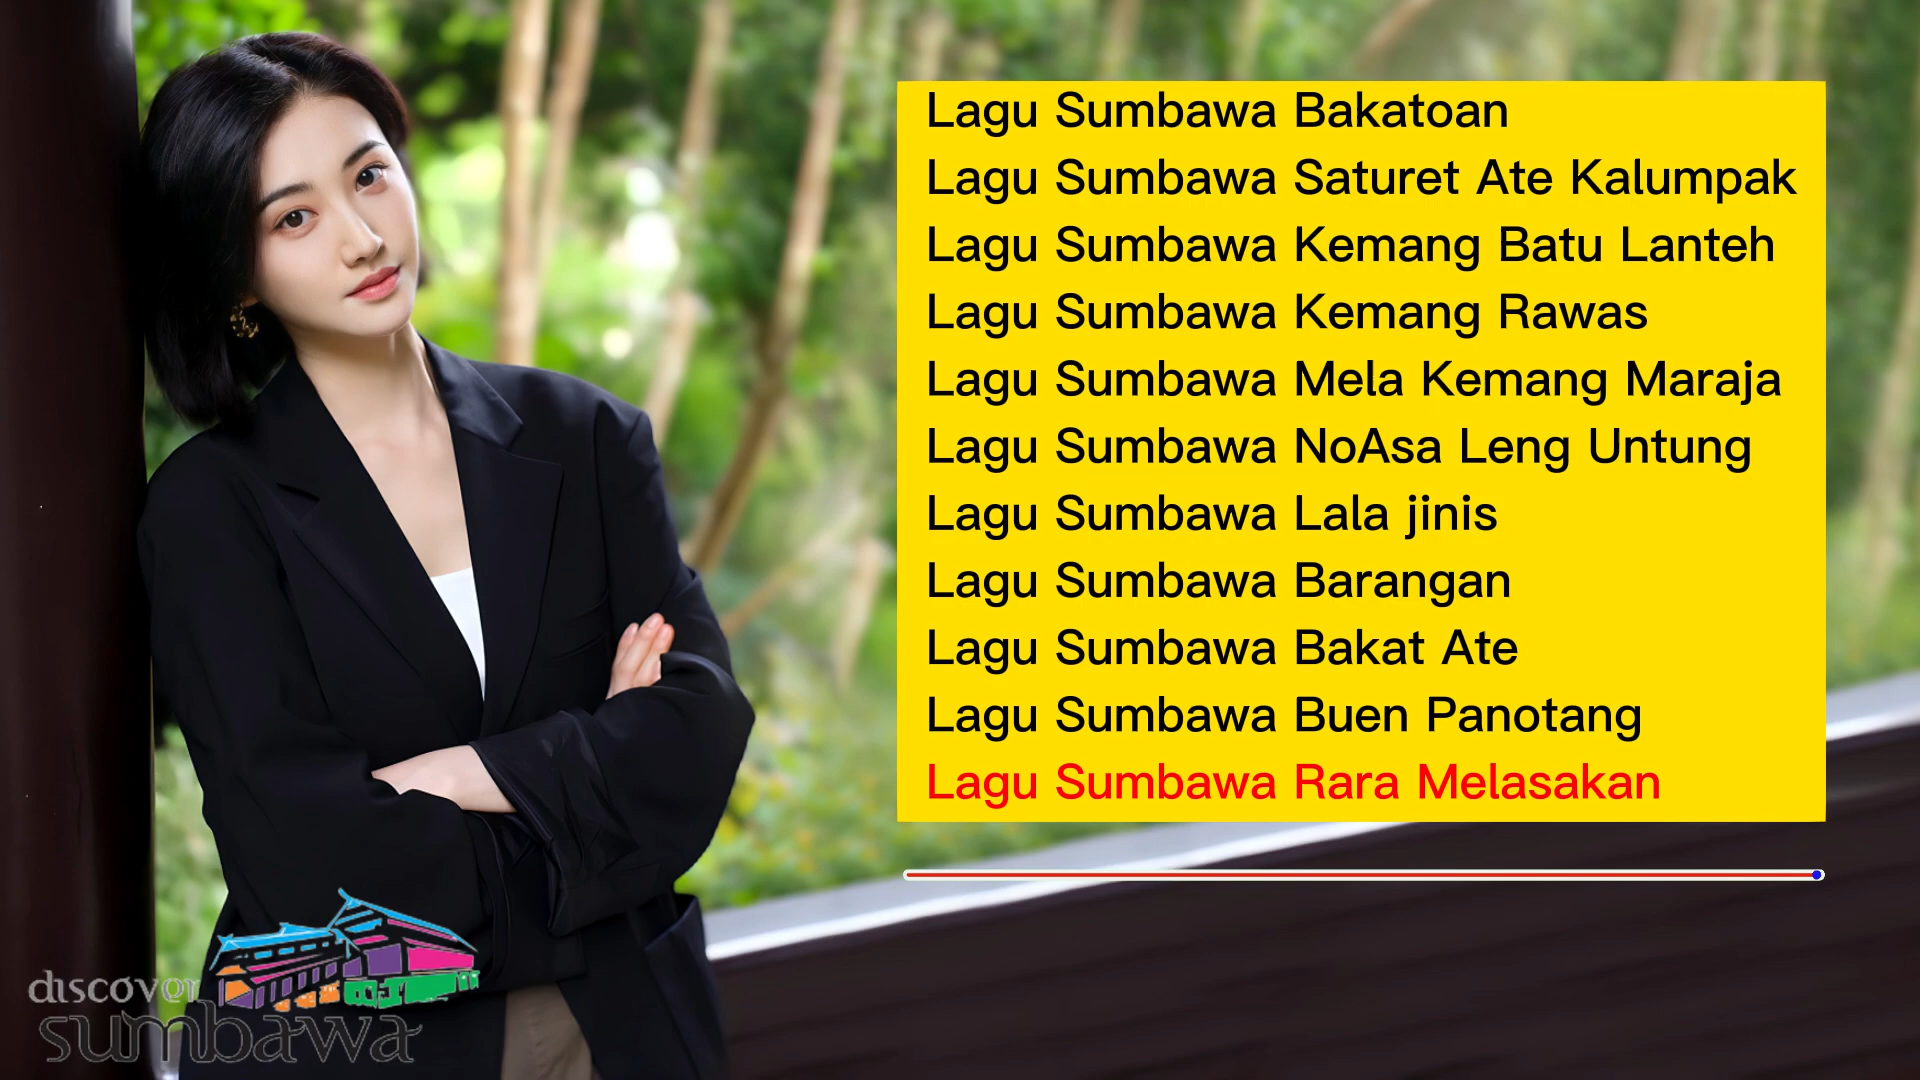 Lagu Sumbawa Bakatoan
Lagu Sumbawa Saturet Ate Kalumpak
Lagu Sumbawa Kemang Batu Lanteh
Lagu Sumbawa Kemang Rawas
Lagu Sumbawa Mela Kemang Maraja
Lagu Sumbawa NoAsa Leng Untung
Lagu Sumbawa Lala jinis
Lagu Sumbawa Barangan
Lagu Sumbawa Bakat Ate
Lagu Sumbawa Buen Panotang
Lagu Sumbawa Rara Melasakan
discover
sumbawa